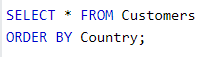 SELECT * FROM Customers
ORDER BY Country;